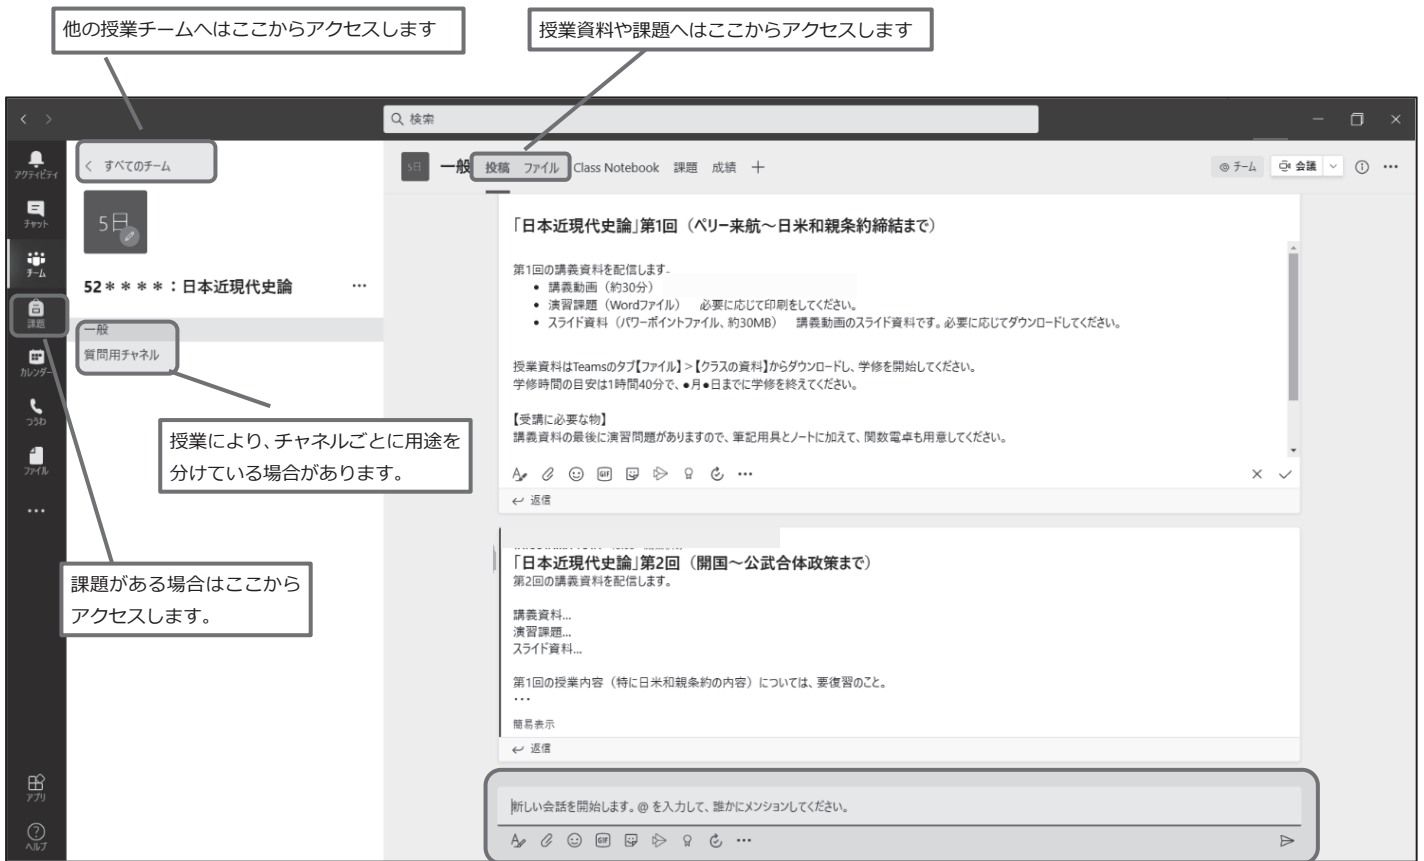 他の授業チームへはここからアクセスします
授業資料や課題へはここからアクセスします
検索
アクティビティ
チャット
チーム
課題
カレンダー
つうわ
ファイル
アプリ
ヘルプ
すべてのチーム
5日
52＊＊＊＊：日本近現代史論
一般
質問用チャネル
授業により、チャネルごとに用途を
分けている場合があります。
課題がある場合はここから
アクセスします。
5日 一般 投稿 ファイル Class Notebook 課題 成績 ＋
チーム 会議
「日本近現代史論」第1回（ペリー来航～日米和親条約締結まで）
第1回の講義資料を配信します。
• 講義動画（約30分）
• 演習課題（Wordファイル） 必要に応じて印刷をしてください。
• スライド資料（パワーポイントファイル、約30MB） 講義動画のスライド資料です。必要に応じてダウンロードしてください。
授業資料はTeamsのタブ【ファイル】＞【クラスの資料】からダウンロードし、学修を開始してください。
学修時間の目安は1時間40分で、●月●日までに学修を終えてください。
【受講に必要な物】
講義資料の最後に演習問題がありますので、筆記用具とノートに加えて、関数電卓も用意してください。
GIF
返信
「日本近現代史論」第2回（開国～公武合体政策まで）
第2回の講義資料を配信します。
講義資料...
演習課題...
スライド資料...
第1回の授業内容（特に日米和親条約の内容）については、要復習のこと。
･･･
簡易表示
返信
新しい会話を開始します。@ を入力して、誰かにメンションしてください。
GIF